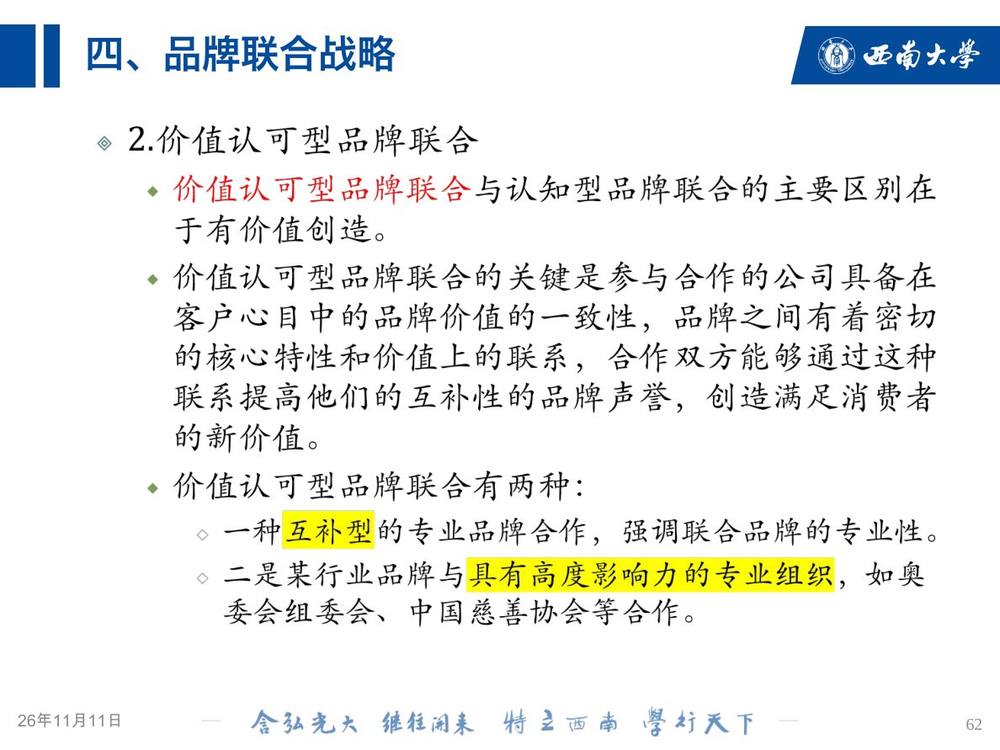 四、品牌联合战略
西南大学
2.价值认可型品牌联合
价值认可型品牌联合与认知型品牌联合的主要区别在
于有价值创造。
价值认可型品牌联合的关键是参与合作的公司具备在
客户心目中的品牌价值的一致性，品牌之间有着密切
的核心特性和价值上的联系，合作双方能够通过这种
联系提高他们的互补性的品牌声誉，创造满足消费者
的新价值。
价值认可型品牌联合有两种：
一种互补型的专业品牌合作，强调联合品牌的专业性。
二是某行业品牌与具有高度影响力的专业组织，如奥
委会组委会、中国慈善协会等合作。
26年11月11日
含弘光大 继往开来 特立西南 學行天下
62